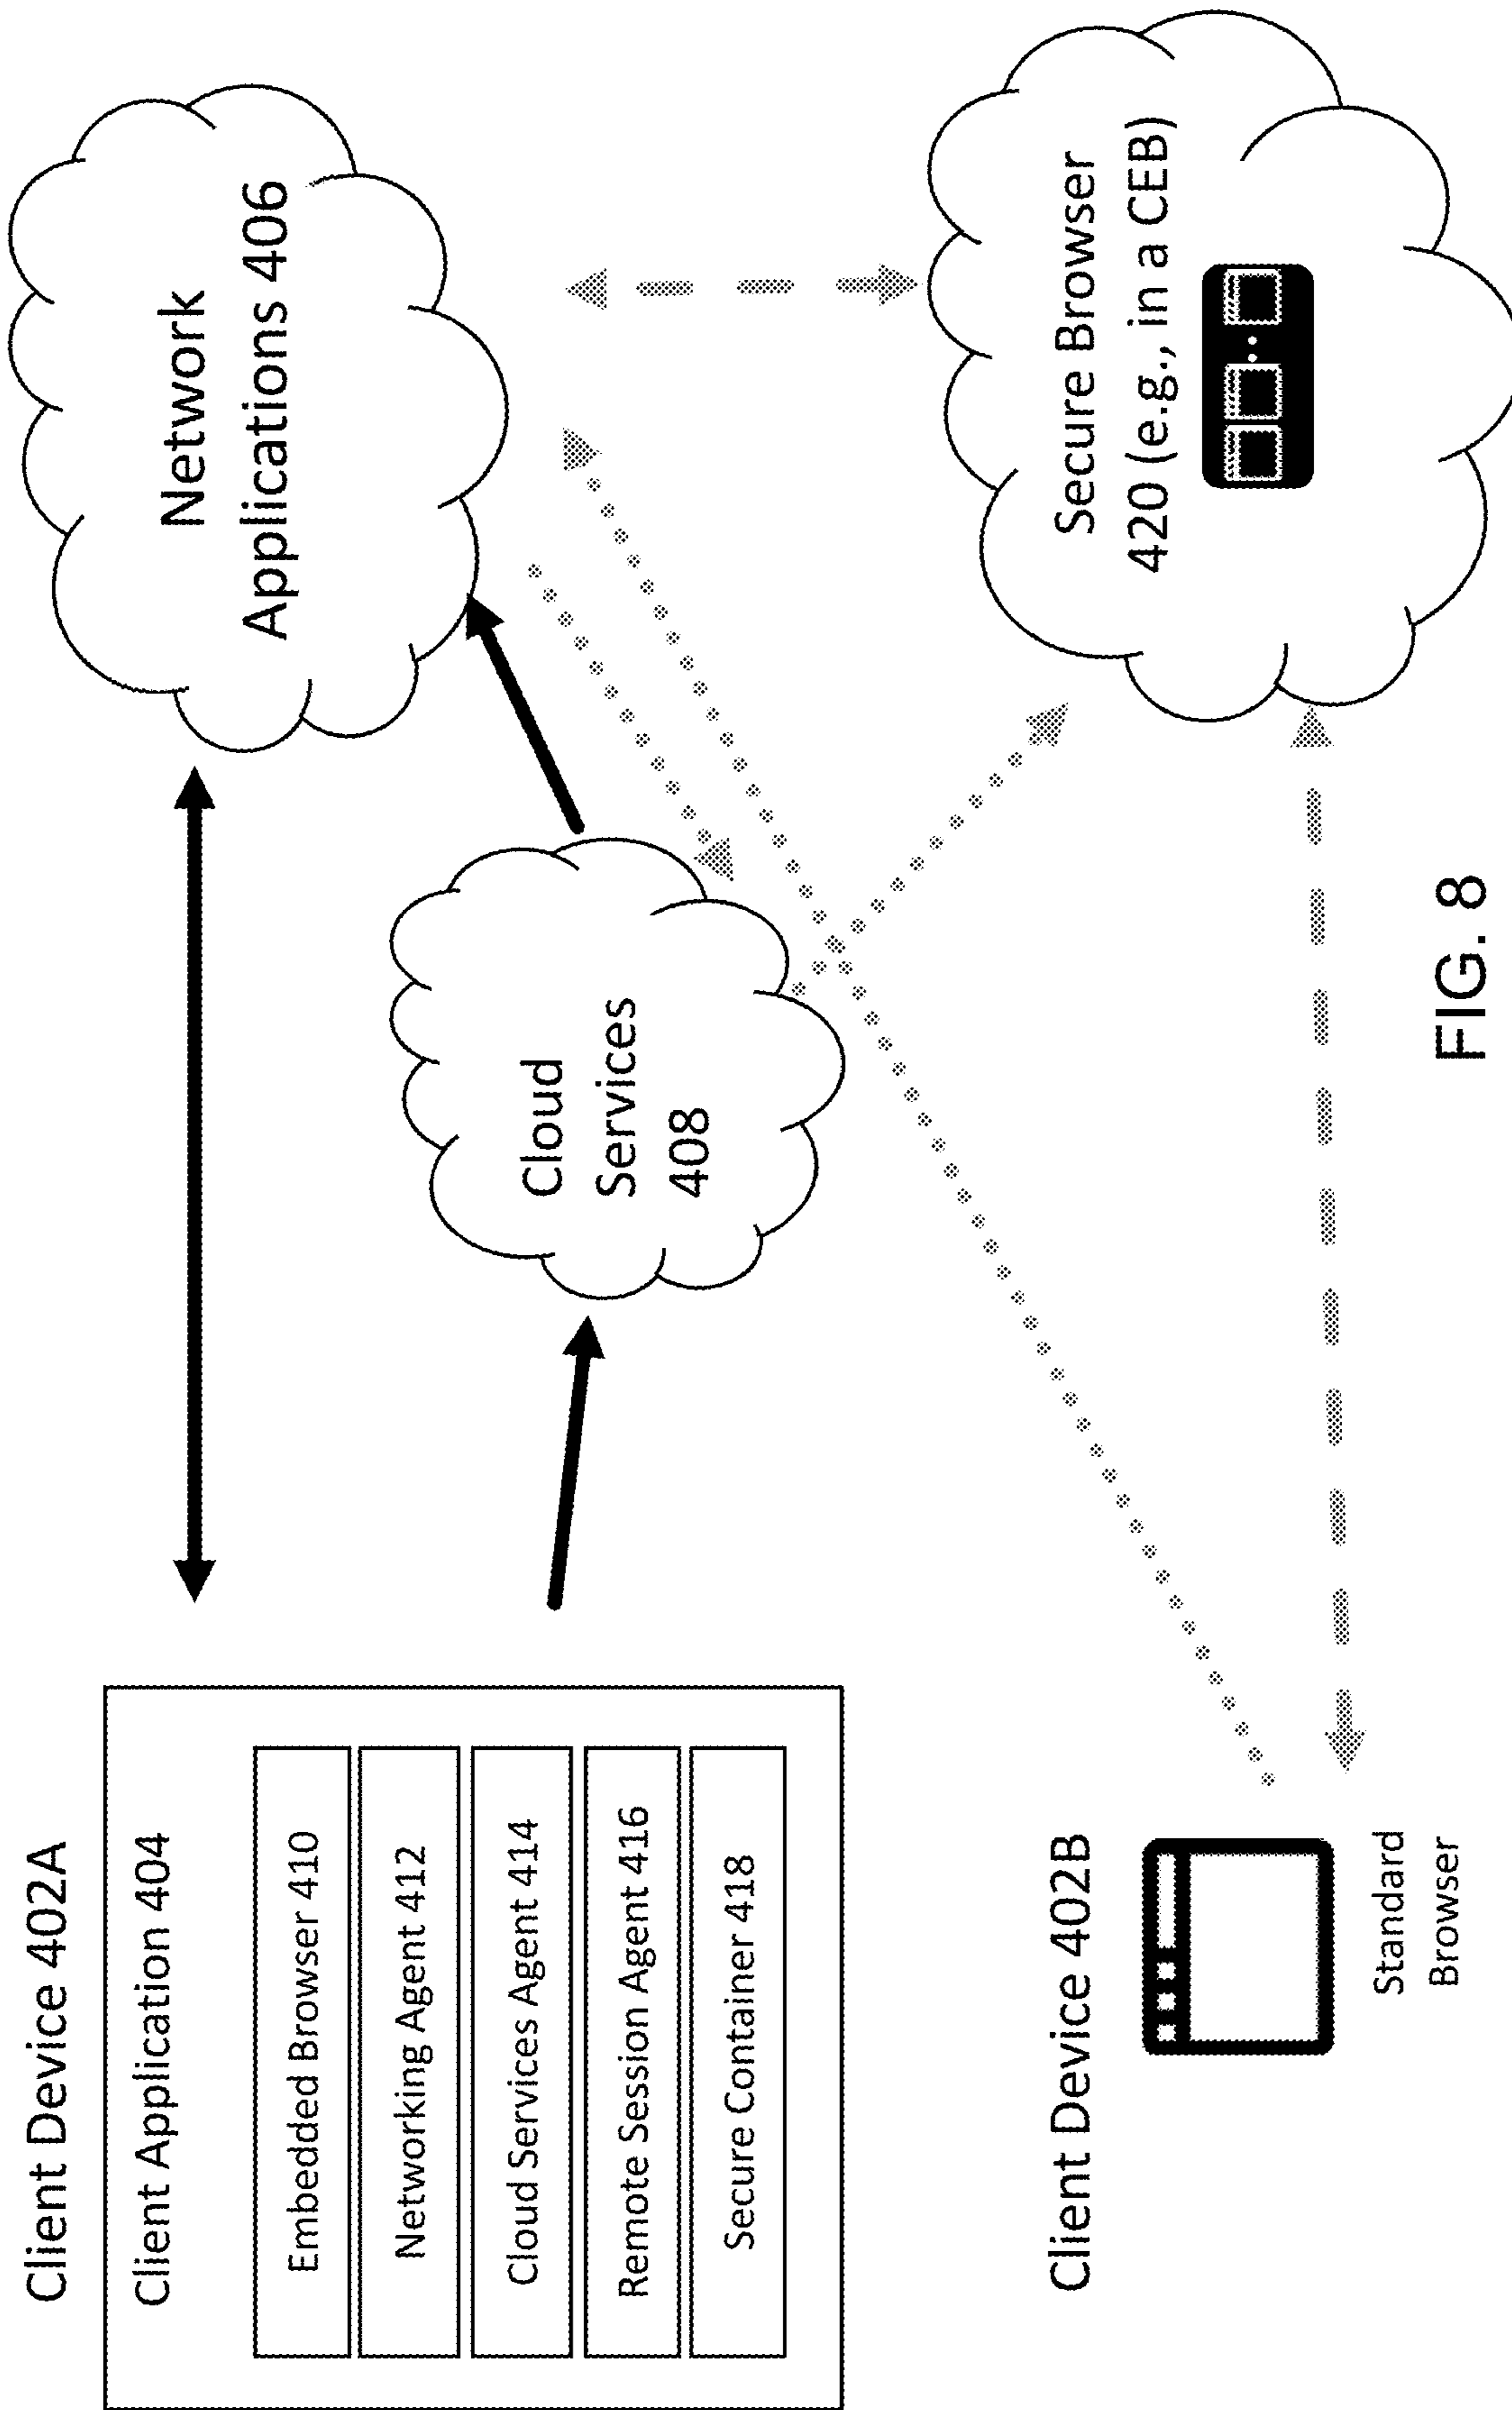 Client Device 402A
Client Application 404
Embedded Browser 410
Networking Agent 412
Cloud Services Agent 414
Remote Session Agent 416
Secure Container 418
Network
Applications 406
Cloud
Services
408
Client Device 402B
Standard
Browser
Secure Browser
420 (e.g., in a CEB)
FIG. 8